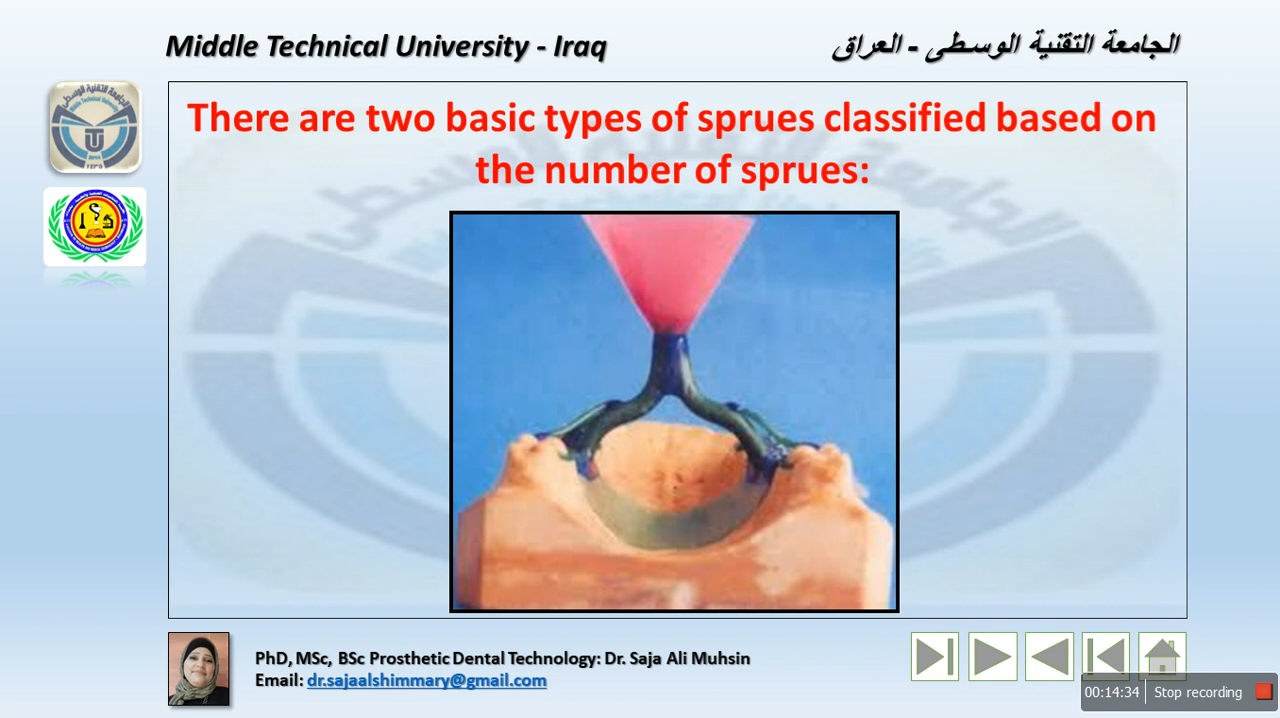 Middle Technical University - Iraq
الجامعة التقنية الوسطى - العراق
There are two basic types of sprues classified based on
the number of sprues:
PhD, MSc, BSc Prosthetic Dental Technology: Dr. Saja Ali Muhsin
Email: dr.sajaalshimmary@gmail.com
00:14:34 Stop recording